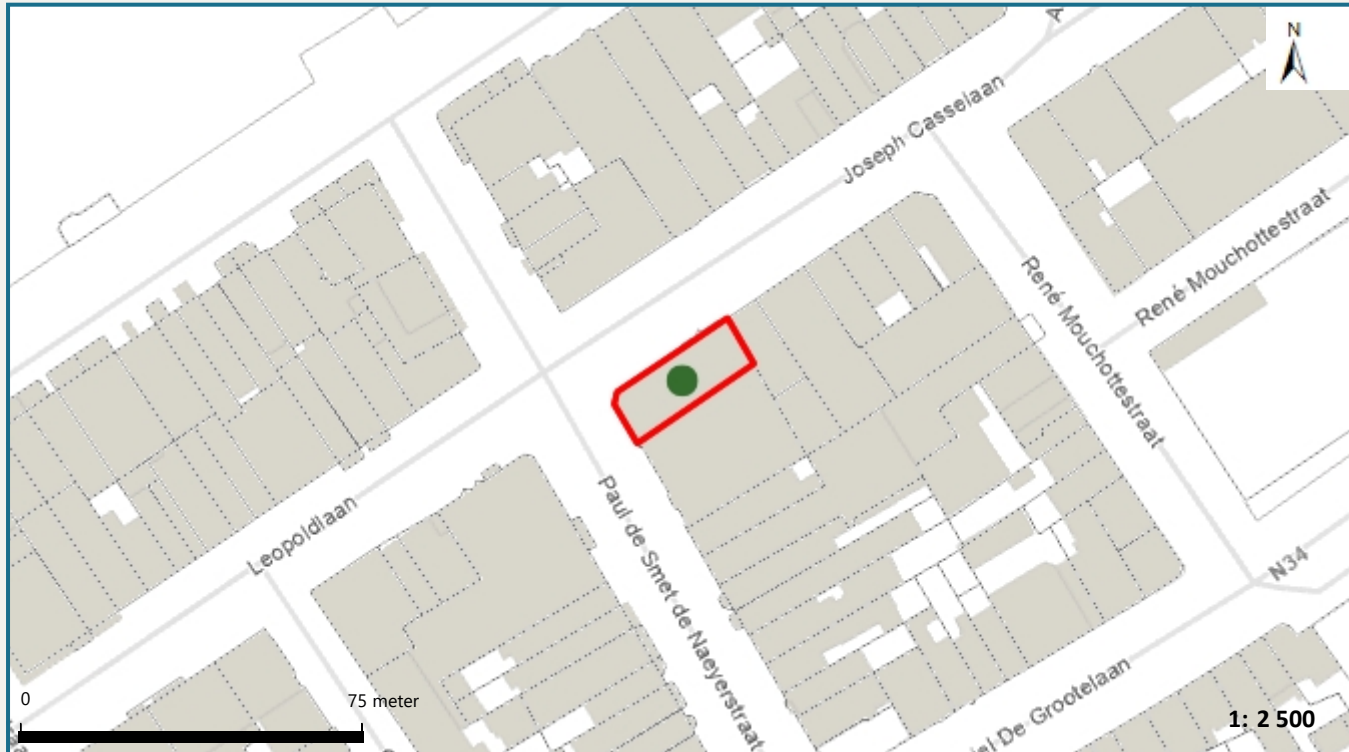 N
Joseph Casselaan
René Mouchottestraat
René Mouchottestraat
Leopoldlaan
Paul de Smet de Naeyerstraat
N34
De Grootelaan
0
75 meter
1: 2 500